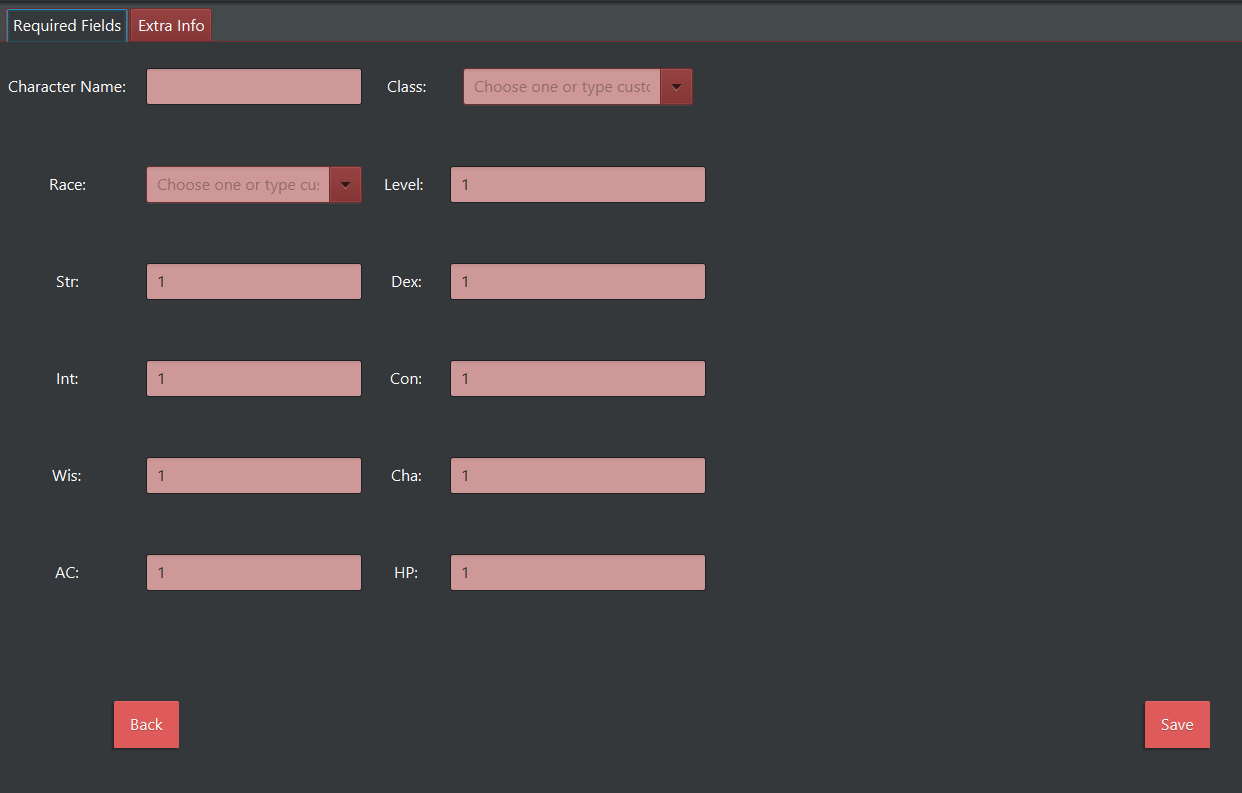 Required Fields Extra Info
Character Name: Class: Choose one or type custo
Race: Choose one or type cus Level: 1
Str: 1 Dex: 1
Int: 1 Con: 1
Wis: 1 Cha: 1
AC: 1 HP: 1
Back Save